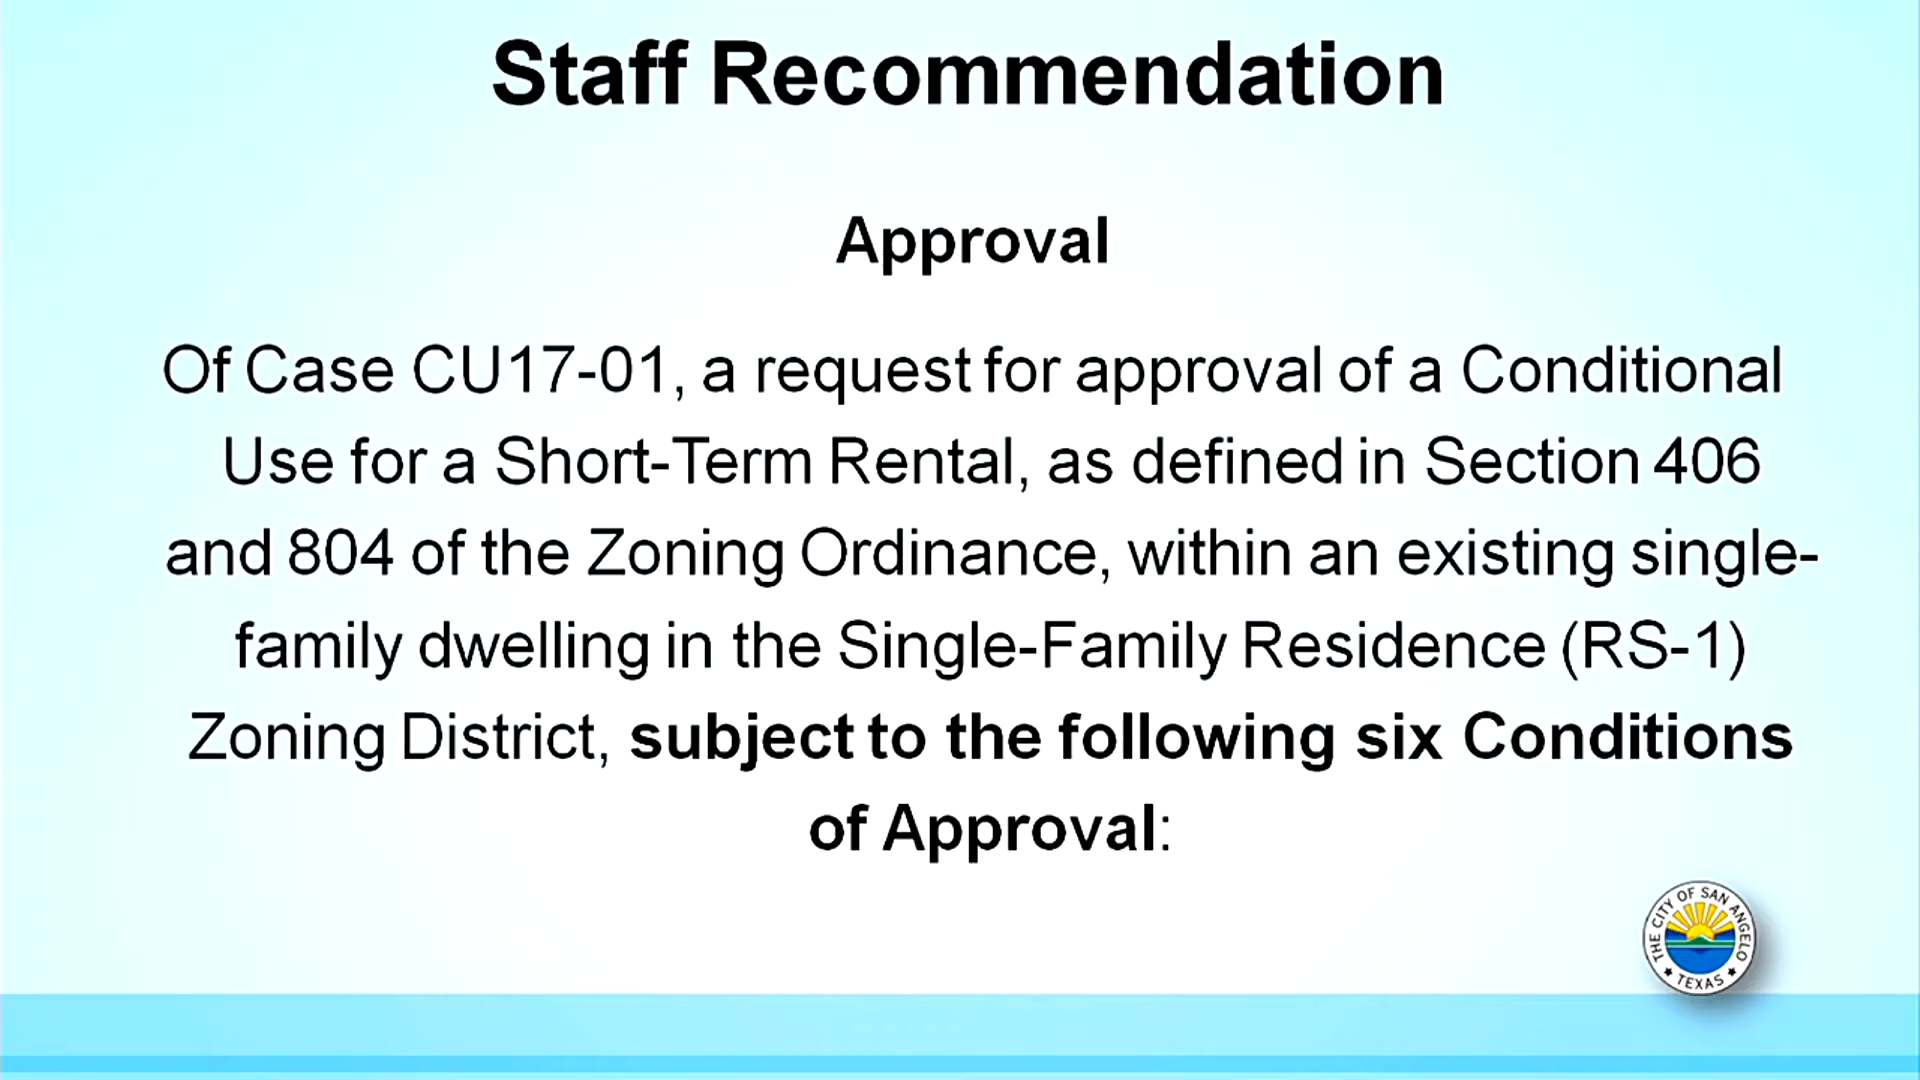 Staff Recommendation
Approval
Of Case CU17-01, a request for approval of a Conditional
Use for a Short-Term Rental, as defined in Section 406
and 804 of the Zoning Ordinance, within an existing single-
family dwelling in the Single-Family Residence (RS-1)
Zoning District, subject to the following six Conditions
of Approval:
THE CITY OF SAN ANGELO
TEXAS